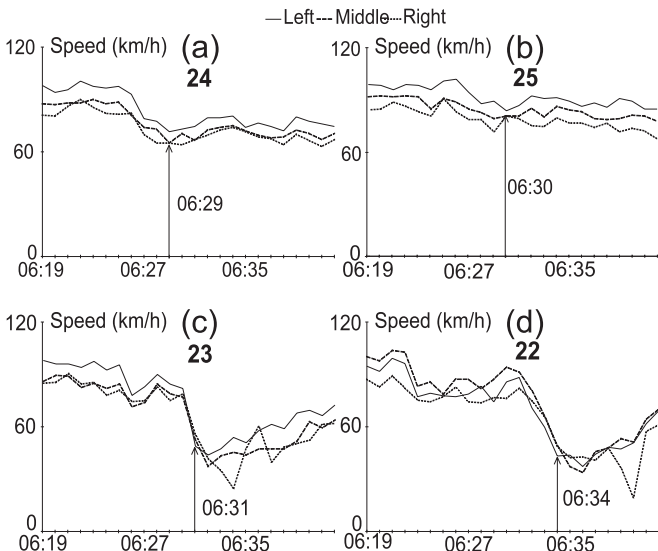 Left Middle Right
120 Speed (km/h) (a)
24
60
06:29
0
06:19 06:27 06:35
120 Speed (km/h) (b)
25
60
06:30
0
06:19 06:27 06:35
120 Speed (km/h) (c)
23
60
06:31
0
06:19 06:27 06:35
120 Speed (km/h) (d)
22
60
06:34
0
06:19 06:27 06:35